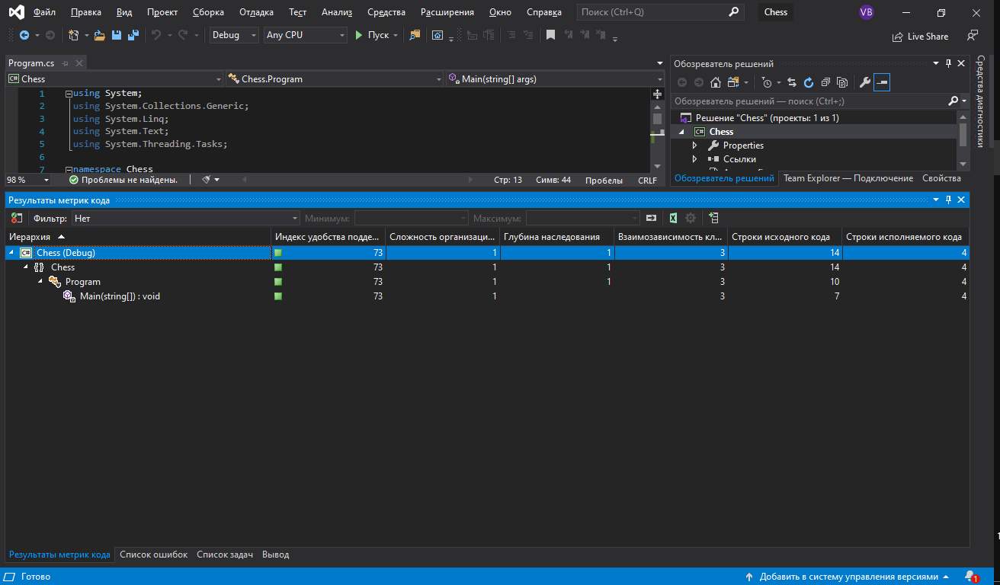 Файл Правка Вид Проект Сборка Отладка Тест Анализ Средства Расширения Окно Справка Поиск (Ctrl+Q) Chess VB
Debug Any CPU Пуск Live Share
Program.cs
Chess Chess.Program Main(string[] args)
1 using System;
2 using System.Collections.Generic;
3 using System.Linq;
4 using System.Text;
5 using System.Threading.Tasks;
6
7 namespace Chess
98 % Проблемы не найдены. Стр: 13 Симв: 44 Пробелы CRLF
Обозреватель решений
Обозреватель решений — поиск (Ctrl+;)
Решение "Chess" (проекты: 1 из 1)
Chess
Properties
Ссылки
Обозреватель решений Team Explorer — Подключение Свойства
Средства диагностики
Результаты метрик кода
Фильтр: Нет Минимум: Максимум:
Иерархия Индекс удобства подде... Сложность организаци... Глубина наследования Взаимозависимость кл... Строки исходного кода Строки исполняемого кода
Chess (Debug) 73 1 1 3 14 4
Chess 73 1 1 3 14 4
Program 73 1 1 3 10 4
Main(string[]) : void 73 1 3 7 4
Результаты метрик кода Список ошибок Список задач Вывод
Готово Добавить в систему управления версиями 1